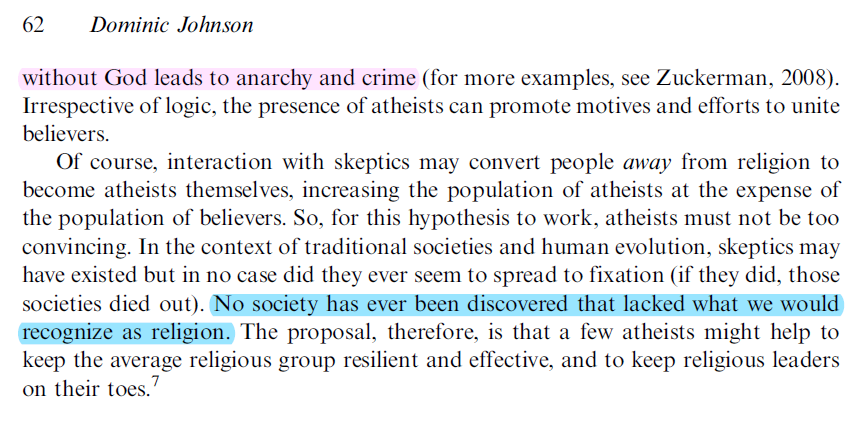 62 Dominic Johnson
without God leads to anarchy and crime (for more examples, see Zuckerman, 2008).
Irrespective of logic, the presence of atheists can promote motives and efforts to unite
believers.
Of course, interaction with skeptics may convert people away from religion to
become atheists themselves, increasing the population of atheists at the expense of
the population of believers. So, for this hypothesis to work, atheists must not be too
convincing. In the context of traditional societies and human evolution, skeptics may
have existed but in no case did they ever seem to spread to fixation (if they did, those
societies died out). No society has ever been discovered that lacked what we would
recognize as religion. The proposal, therefore, is that a few atheists might help to
keep the average religious group resilient and effective, and to keep religious leaders
on their toes.7